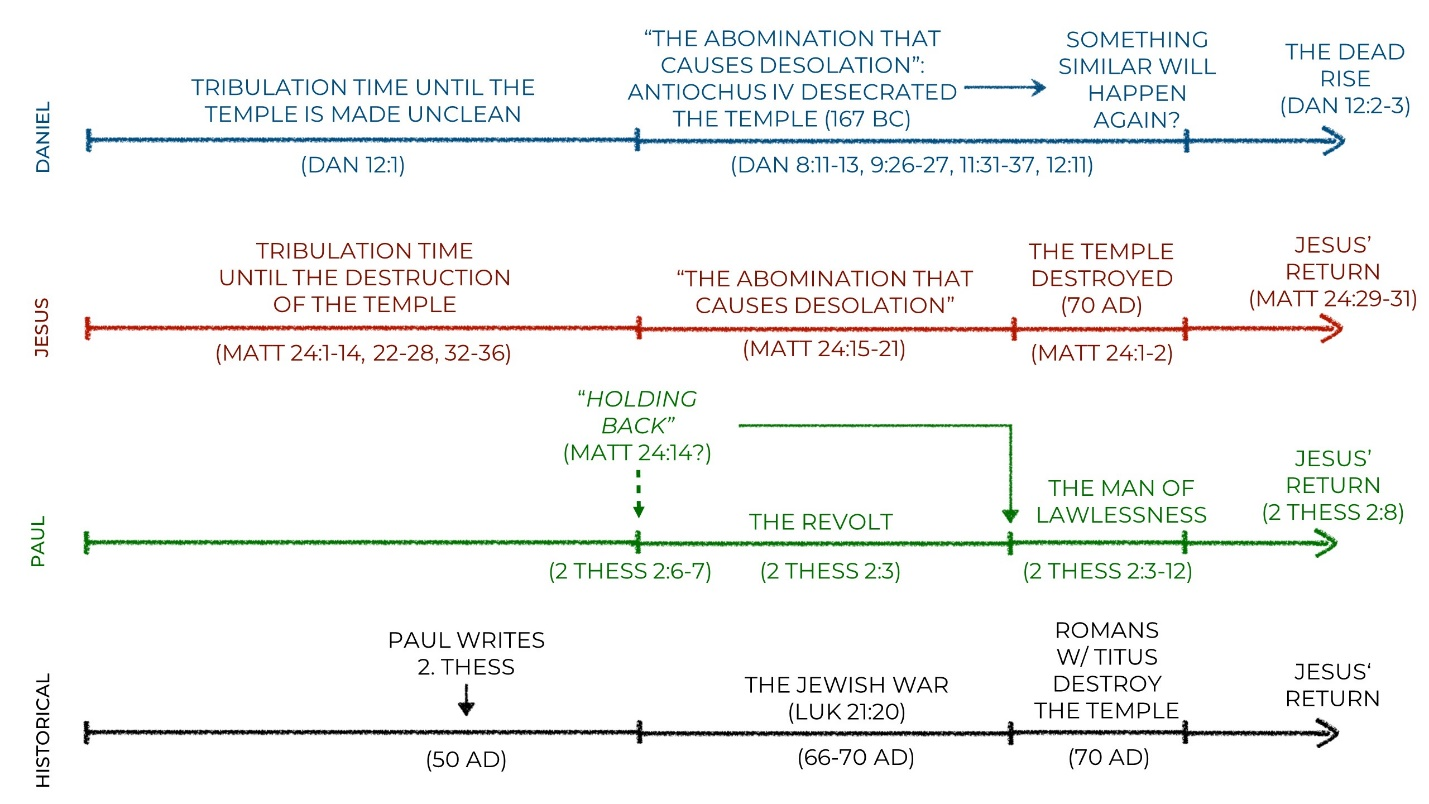 DANIEL
TRIBULATION TIME UNTIL THE
TEMPLE IS MADE UNCLEAN
(DAN 12:1)
“THE ABOMINATION THAT
CAUSES DESOLATION”:
ANTIOCHUS IV DESECRATED
THE TEMPLE (167 BC)
(DAN 8:11-13, 9:26-27, 11:31-37, 12:11)
SOMETHING
SIMILAR WILL
HAPPEN
AGAIN?
THE DEAD
RISE
(DAN 12:2-3)
JESUS
TRIBULATION TIME
UNTIL THE DESTRUCTION
OF THE TEMPLE
(MATT 24:1-14, 22-28, 32-36)
“THE ABOMINATION THAT
CAUSES DESOLATION”
(MATT 24:15-21)
THE TEMPLE
DESTROYED
(70 AD)
(MATT 24:1-2)
JESUS’
RETURN
(MATT 24:29-31)
PAUL
“HOLDING
BACK”
(MATT 24:14?)
(2 THESS 2:6-7)
THE REVOLT
(2 THESS 2:3)
THE MAN OF
LAWLESSNESS
(2 THESS 2:3-12)
JESUS’
RETURN
(2 THESS 2:8)
HISTORICAL
PAUL WRITES
2. THESS
(50 AD)
THE JEWISH WAR
(LUK 21:20)
(66-70 AD)
ROMANS
W/ TITUS
DESTROY
THE TEMPLE
(70 AD)
JESUS‘
RETURN